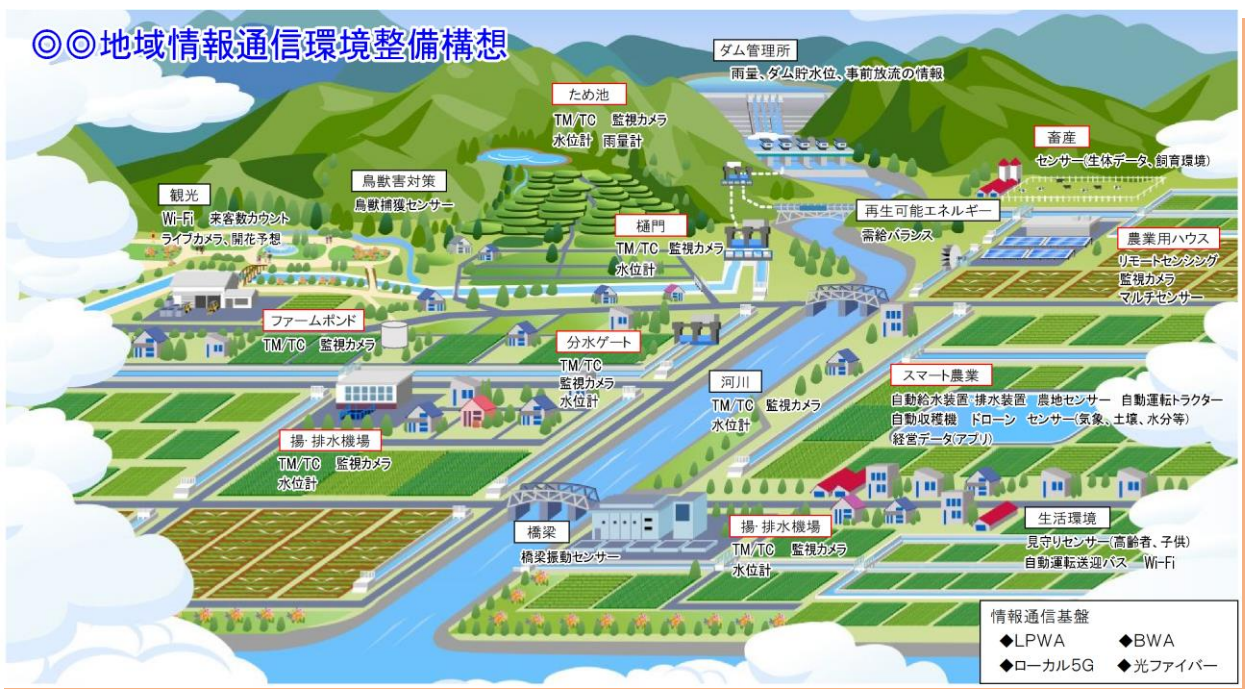 ◎◎地域情報通信環境整備構想
ダム管理所
雨量、ダム貯水位、事前放流の情報
ため池
TM/TC 監視カメラ
水位計 雨量計
畜産
センサー(生体データ、飼育環境)
鳥獣害対策
鳥獣捕獲センサー
観光
Wi-Fi 来客数カウント
ライブカメラ、開花予想
樋門
TM/TC 監視カメラ
水位計
再生可能エネルギー
需給バランス
農業用ハウス
リモートセンシング
監視カメラ
マルチセンサー
ファームポンド
TM/TC 監視カメラ
分水ゲート
TM/TC
監視カメラ
水位計
河川
TM/TC 監視カメラ
水位計
スマート農業
自動給水装置・排水装置 農地センサー 自動運転トラクター
自動収穫機 ドローン センサー(気象、土壌、水分等)
(経営データ(アプリ)
揚・排水機場
TM/TC 監視カメラ
水位計
橋梁
橋梁振動センサー
揚・排水機場
TM/TC 監視カメラ
水位計
生活環境
見守りセンサー(高齢者、子供)
自動運転送迎バス Wi-Fi
情報通信基盤
◆LPWA ◆BWA
◆ローカル5G ◆光ファイバー